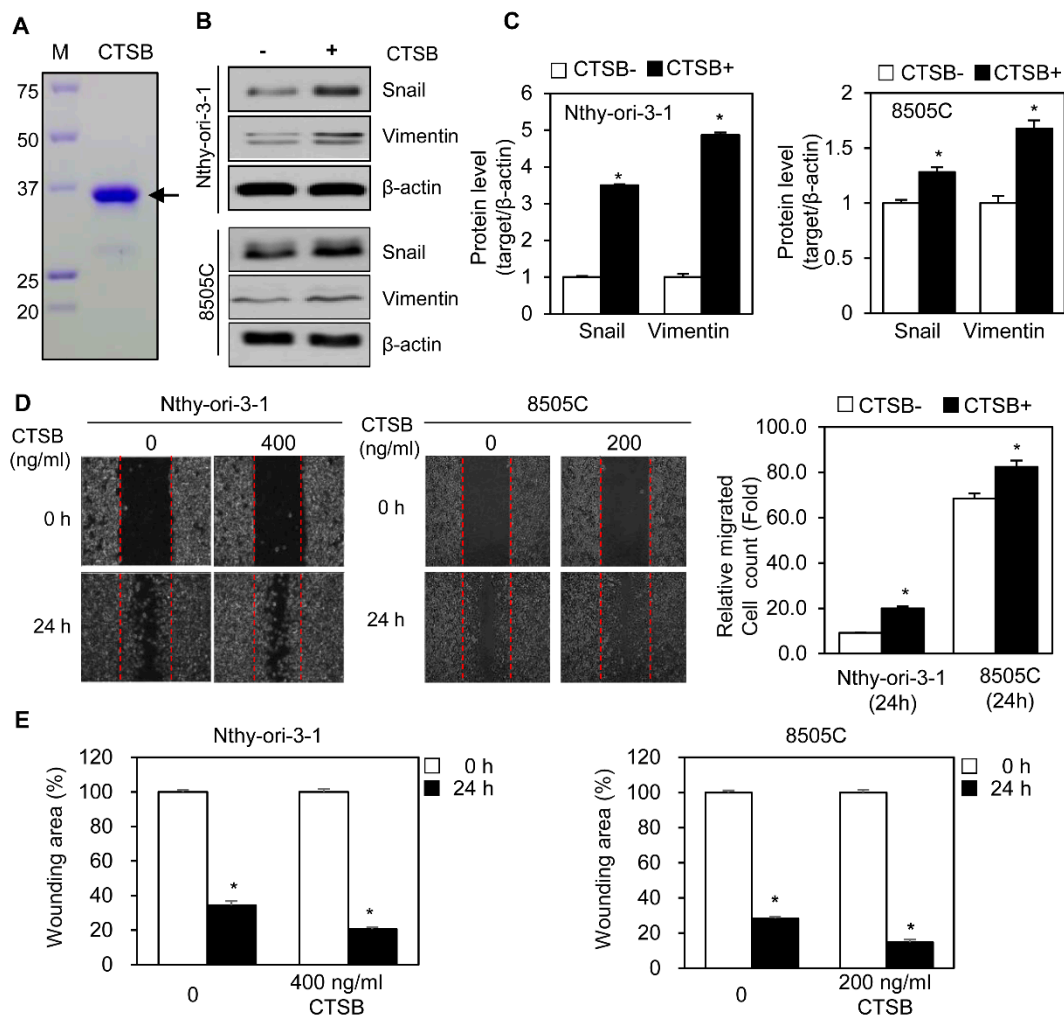 A
M CTSB
75
50
37
25
20
B
- + CTSB
Nthy-ori-3-1
Snail
Vimentin
β-actin
8505C
Snail
Vimentin
β-actin
C
CTSB- CTSB+
Nthy-ori-3-1
Protein level
(target/β-actin)
6
5
4
3
2
1
0
* *
Snail Vimentin
CTSB- CTSB+
8505C
Protein level
(target/β-actin)
2
1.5
1
0.5
0
* *
Snail Vimentin
D
Nthy-ori-3-1
CTSB
(ng/ml)
0 400
0 h
24 h
8505C
CTSB
(ng/ml)
0 200
0 h
24 h
CTSB- CTSB+
Relative migrated
Cell count (Fold)
100.0
80.0
60.0
40.0
20.0
0.0
* *
Nthy-ori-3-1
(24h)
8505C
(24h)
E
Nthy-ori-3-1
0 h
24 h
Wounding area (%)
120
100
80
60
40
20
0
* *
0
400 ng/ml
CTSB
8505C
0 h
24 h
Wounding area (%)
120
100
80
60
40
20
0
* *
0
200 ng/ml
CTSB